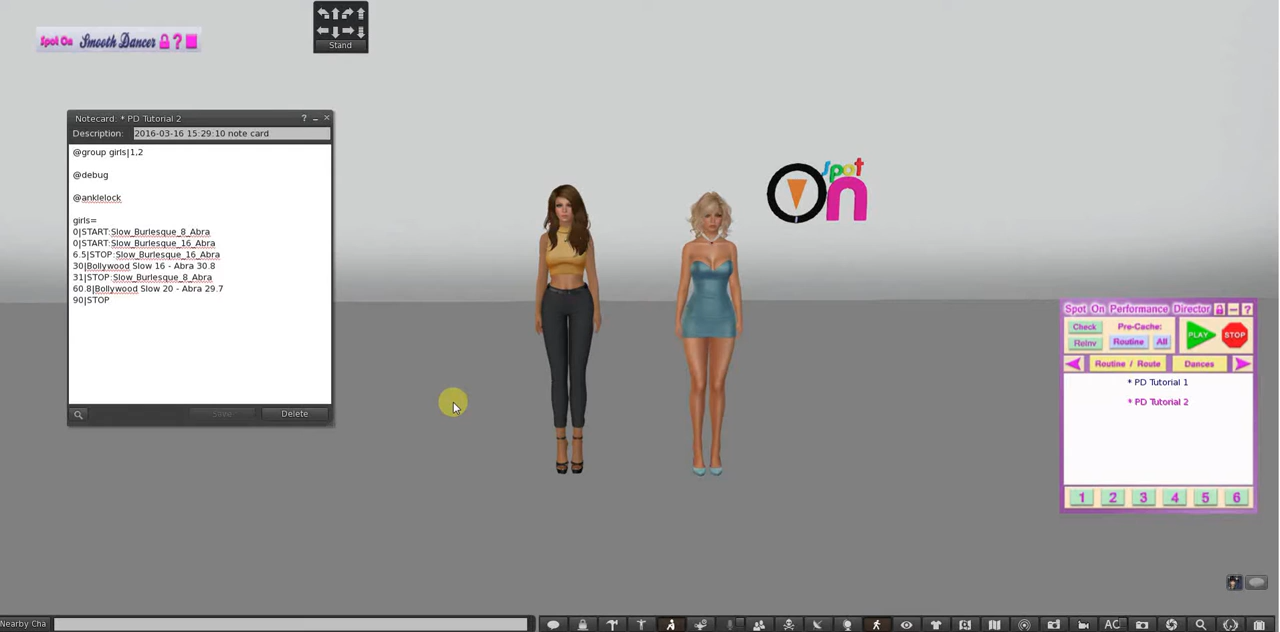 Spot On Smooth Dancer ?
Stand
Notecard: * PD Tutorial 2
Description: 2016-03-16 15:29:10 note card
@group girls|1,2
@debug
@anklelock
girls=
0|START:Slow_Burlesque_8_Abra
0|START:Slow_Burlesque_16_Abra
6.5|STOP:Slow_Burlesque_16_Abra
30|Bollywood Slow 16 - Abra 30.8
31|STOP:Slow_Burlesque_8_Abra
60.8|Bollywood Slow 20 - Abra 29.7
90|STOP
Save
Delete
spot
On
Spot On Performance Director
Check
Pre-Cache:
ReInv
Routine
All
PLAY
STOP
Routine / Route
Dances
* PD Tutorial 1
* PD Tutorial 2
1 2 3 4 5 6
Nearby Cha
AC